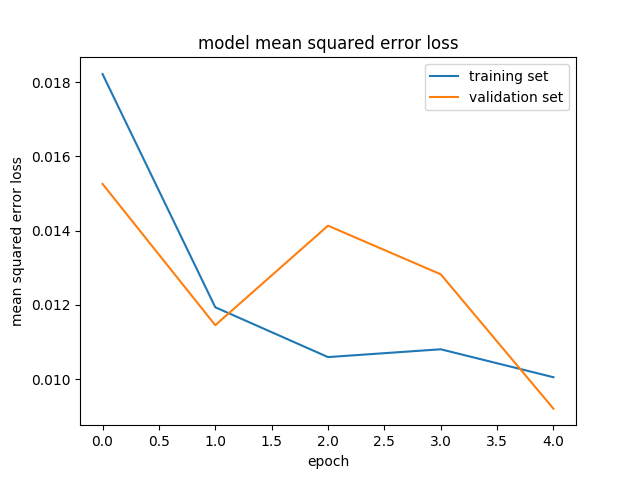 model mean squared error loss
training set
validation set
0.018
0.016
0.014
0.012
0.010
mean squared error loss
0.0 0.5 1.0 1.5 2.0 2.5 3.0 3.5 4.0
epoch